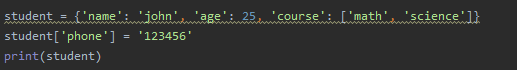 student = {'name': 'john', 'age': 25, 'course': ['math', 'science']}
student['phone'] = '123456'
print(student)